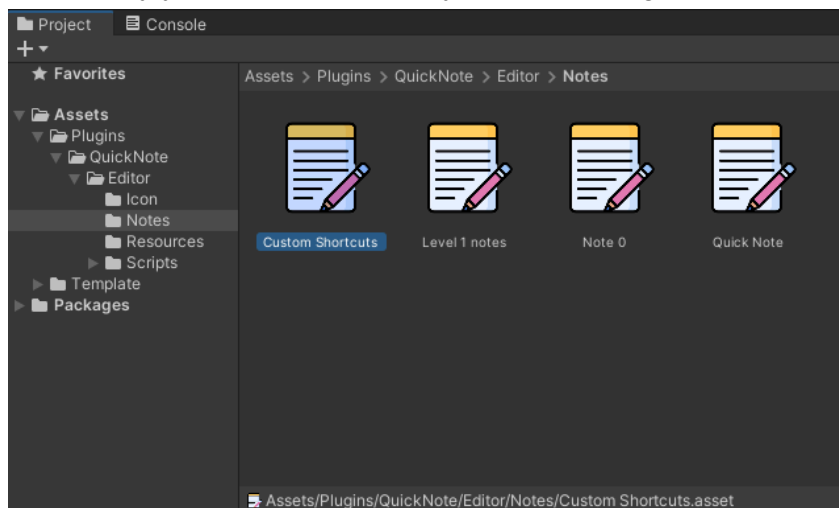 Project
Console
Favorites
Assets
Plugins
QuickNote
Editor
Icon
Notes
Resources
Scripts
Template
Packages
Assets > Plugins > QuickNote > Editor > Notes
Custom Shortcuts
Level 1 notes
Note 0
Quick Note
Assets/Plugins/QuickNote/Editor/Notes/Custom Shortcuts.asset